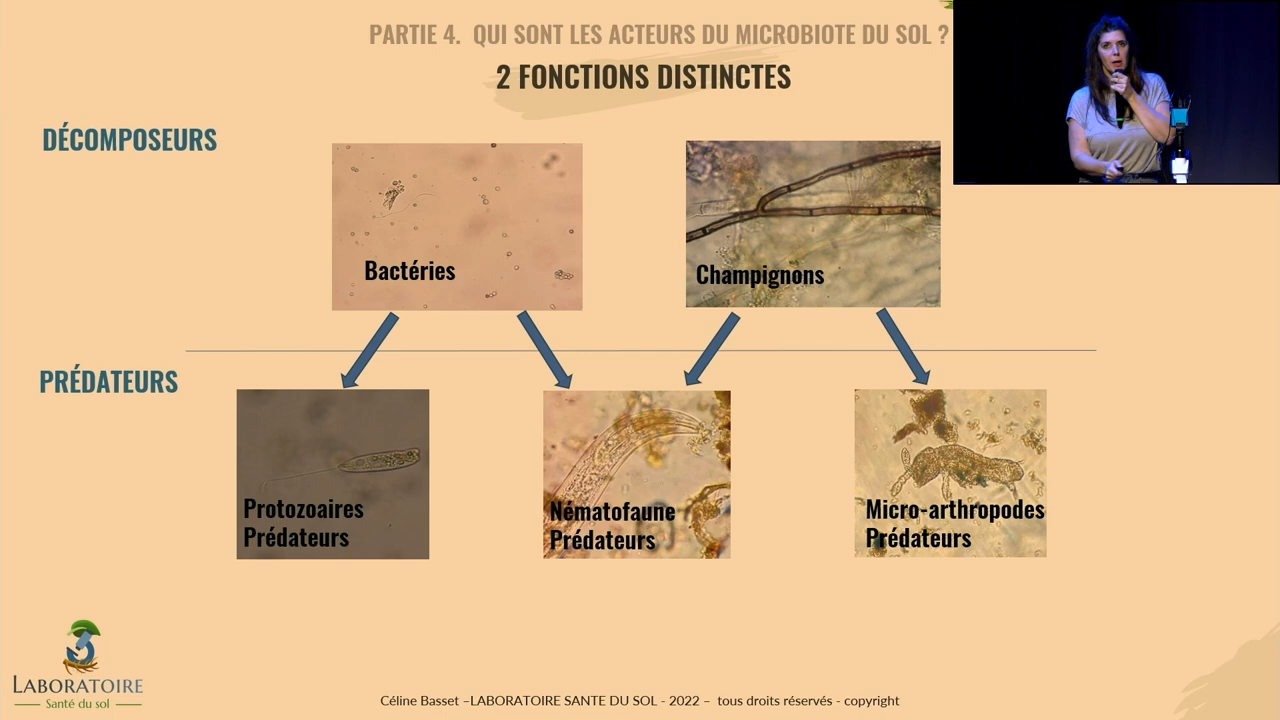 PARTIE 4. QUI SONT LES ACTEURS DU MICROBIOTE DU SOL ?
2 FONCTIONS DISTINCTES
DÉCOMPOSEURS
Bactéries
Champignons
PRÉDATEURS
Protozoaires
Prédateurs
Nématofaune
Prédateurs
Micro-arthropodes
Prédateurs
LABORATOIRE
Santé du sol
Céline Basset –LABORATOIRE SANTE DU SOL - 2022 – tous droits réservés - copyright